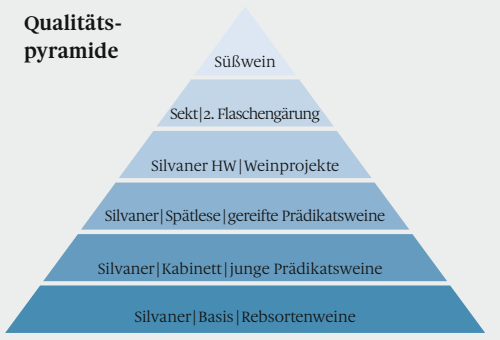 Qualitäts-
pyramide
Süßwein
Sekt|2. Flaschengärung
Silvaner HW|Weinprojekte
Silvaner|Spätlese|gereifte Prädikatsweine
Silvaner|Kabinett|junge Prädikatsweine
Silvaner|Basis|Rebsortenweine